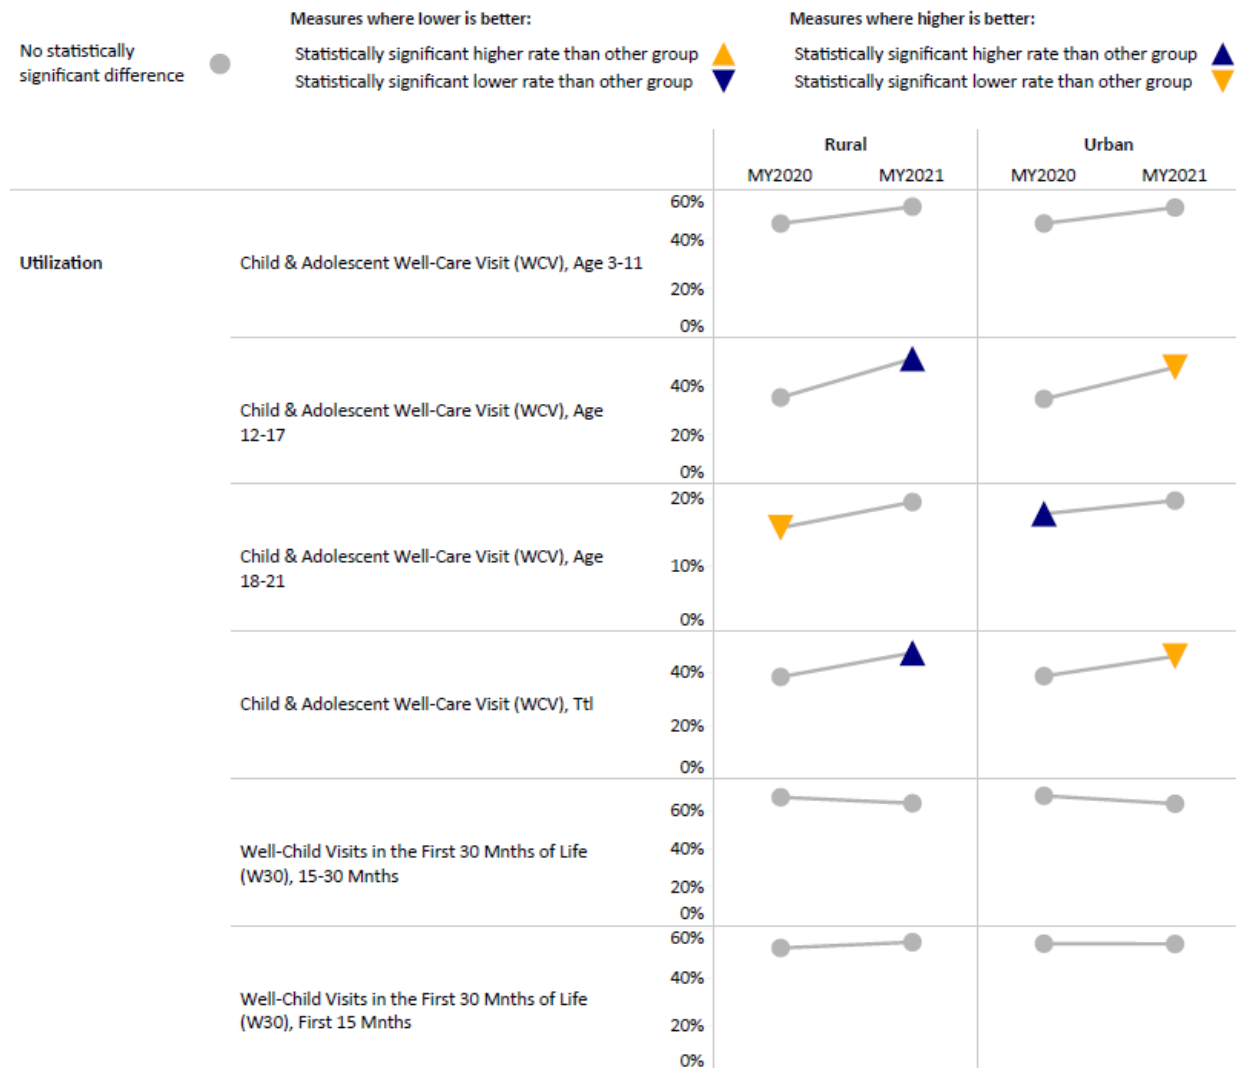 Measures where lower is better:
Measures where higher is better:
No statistically
significant difference
Statistically significant higher rate than other group
Statistically significant lower rate than other group
Statistically significant higher rate than other group
Statistically significant lower rate than other group
Rural
Urban
MY2020
MY2021
MY2020
MY2021
Utilization
Child & Adolescent Well-Care Visit (WCV), Age 3-11
60%
40%
20%
0%
Child & Adolescent Well-Care Visit (WCV), Age
12-17
40%
20%
0%
Child & Adolescent Well-Care Visit (WCV), Age
18-21
20%
10%
0%
Child & Adolescent Well-Care Visit (WCV), Ttl
40%
20%
0%
Well-Child Visits in the First 30 Mnths of Life
(W30), 15-30 Mnths
60%
40%
20%
0%
Well-Child Visits in the First 30 Mnths of Life
(W30), First 15 Mnths
60%
40%
20%
0%